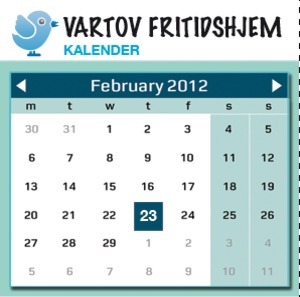 VARTOV FRITIDSHJEM
KALENDER
February 2012
m t w t f s s
30 31 1 2 3 4 5
6 7 8 9 10 11 12
13 14 15 16 17 18 19
20 21 22 23 24 25 26
27 28 29 1 2 3 4
5 6 7 8 9 10 11